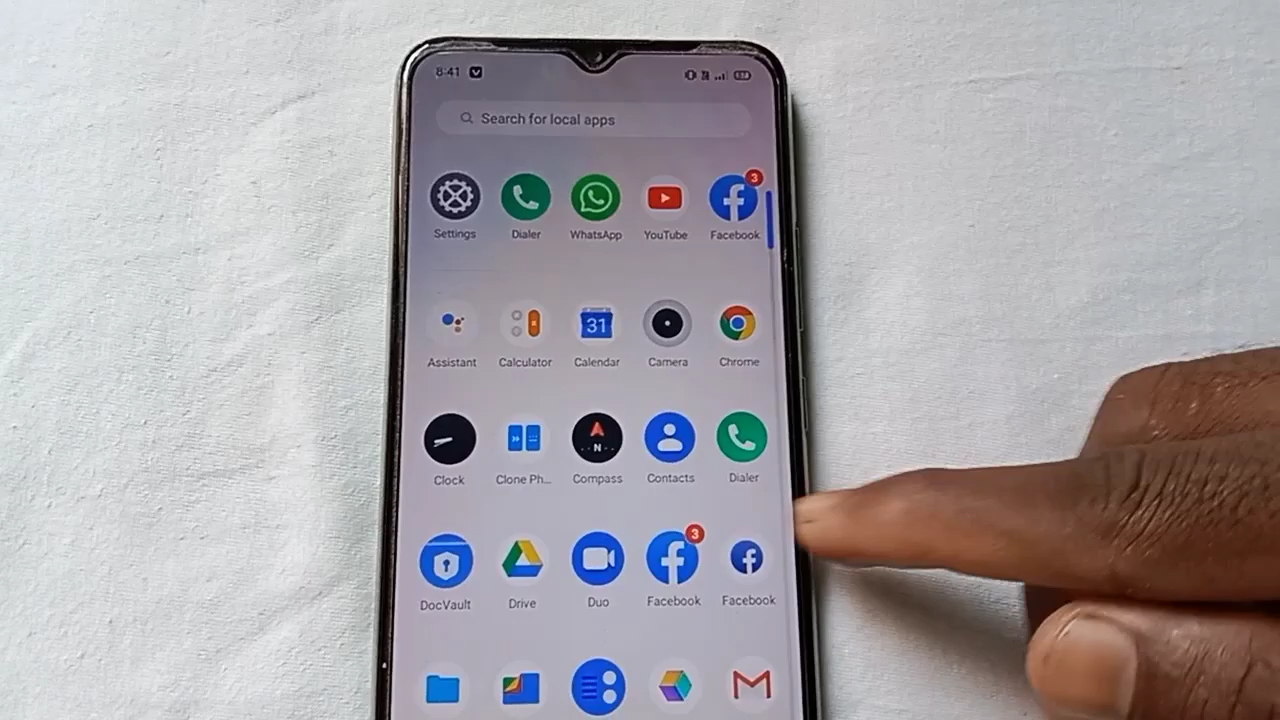 8:41
Search for local apps
3
Settings Dialer WhatsApp YouTube Facebook
31
Assistant Calculator Calendar Camera Chrome
N
Clock Clone Ph... Compass Contacts Dialer
3
DocVault Drive Duo Facebook Facebook